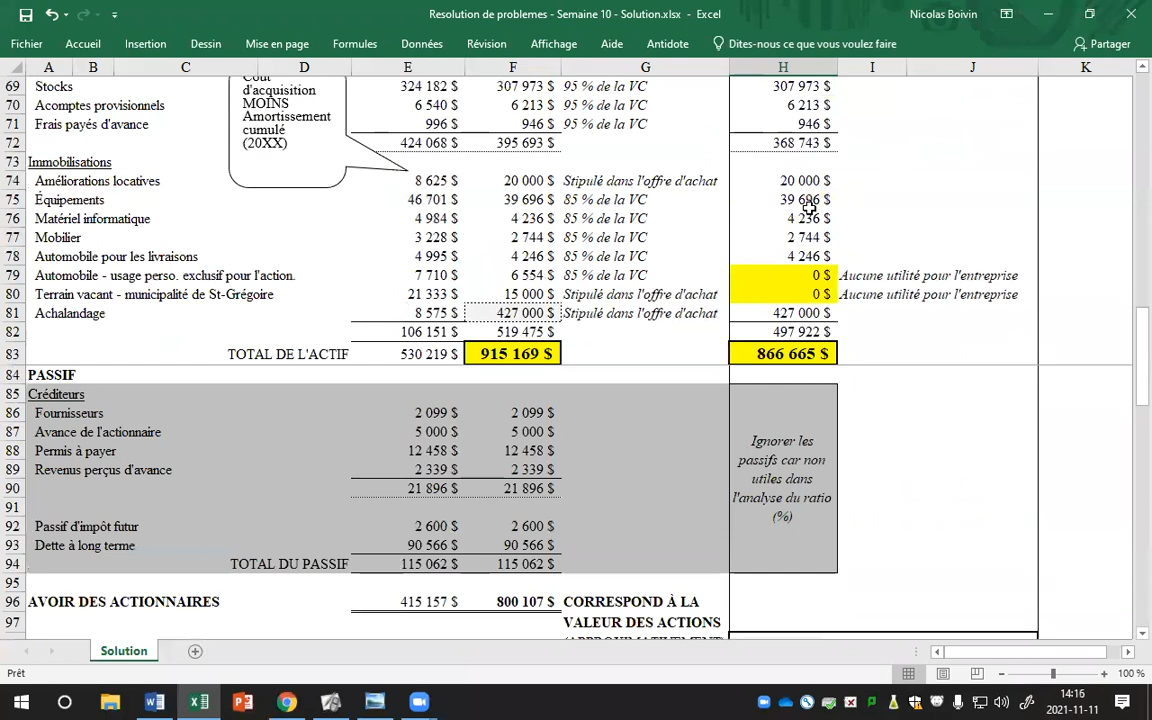 Resolution de problemes - Semaine 10 - Solution.xlsx - Excel
Nicolas Boivin
Fichier Accueil Insertion Dessin Mise en page Formules Données Révision Affichage Aide Antidote Dites-nous ce que vous voulez faire Partager
A B C D E F G H I J K
Coût
d'acquisition
MOINS
Amortissement
cumulé
(20XX)
69 Stocks 324 182 $ 307 973 $ 95 % de la VC 307 973 $
70 Acomptes provisionnels 6 540 $ 6 213 $ 95 % de la VC 6 213 $
71 Frais payés d'avance 996 $ 946 $ 95 % de la VC 946 $
72 424 068 $ 395 693 $ 368 743 $
73 Immobilisations
74 Améliorations locatives 8 625 $ 20 000 $ Stipulé dans l'offre d'achat 20 000 $
75 Équipements 46 701 $ 39 696 $ 85 % de la VC 39 696 $
76 Matériel informatique 4 984 $ 4 236 $ 85 % de la VC 4 236 $
77 Mobilier 3 228 $ 2 744 $ 85 % de la VC 2 744 $
78 Automobile pour les livraisons 4 995 $ 4 246 $ 85 % de la VC 4 246 $
79 Automobile - usage perso. exclusif pour l'action. 7 710 $ 6 554 $ 85 % de la VC 0 $ Aucune utilité pour l'entreprise
80 Terrain vacant - municipalité de St-Grégoire 21 333 $ 15 000 $ Stipulé dans l'offre d'achat 0 $ Aucune utilité pour l'entreprise
81 Achalandage 8 575 $ 427 000 $ Stipulé dans l'offre d'achat 427 000 $
82 106 151 $ 519 475 $ 497 922 $
83 TOTAL DE L'ACTIF 530 219 $ 915 169 $ 866 665 $
84 PASSIF
85 Créditeurs
86 Fournisseurs 2 099 $ 2 099 $
87 Avance de l'actionnaire 5 000 $ 5 000 $
88 Permis à payer 12 458 $ 12 458 $
89 Revenus perçus d'avance 2 339 $ 2 339 $
90 21 896 $ 21 896 $
91
92 Passif d'impôt futur 2 600 $ 2 600 $
93 Dette à long terme 90 566 $ 90 566 $
94 TOTAL DU PASSIF 115 062 $ 115 062 $
Ignorer les
passifs car non
utiles dans
l'analyse du ratio
(%)
95
96 AVOIR DES ACTIONNAIRES 415 157 $ 800 107 $ CORRESPOND À LA
97 VALEUR DES ACTIONS
Solution
Prêt
100 %
14:16
2021-11-11